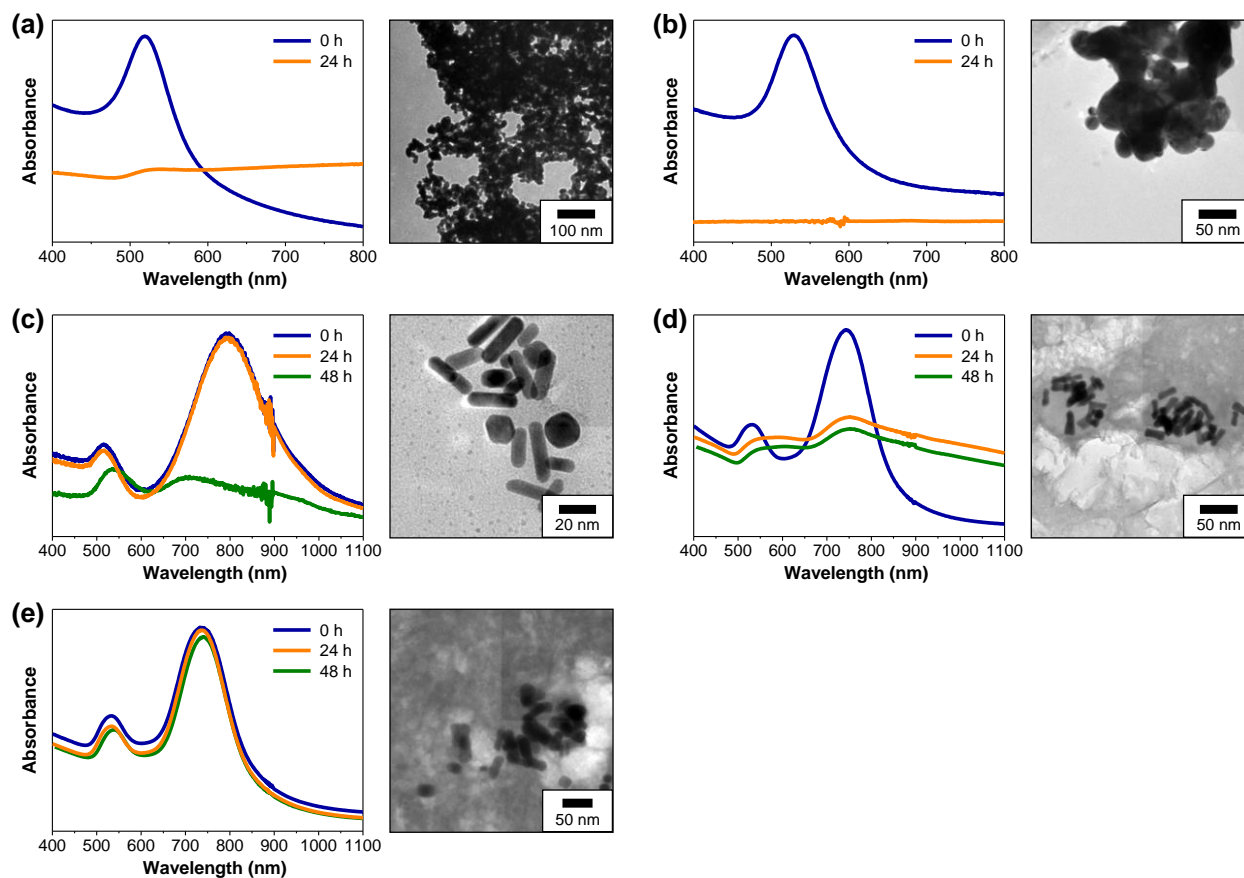 (a)
Absorbance
0 h
24 h
400 500 600 700 800
Wavelength (nm)
100 nm
(b)
Absorbance
0 h
24 h
400 500 600 700 800
Wavelength (nm)
50 nm
(c)
Absorbance
0 h
24 h
48 h
400 500 600 700 800 900 1000 1100
Wavelength (nm)
20 nm
(d)
Absorbance
0 h
24 h
48 h
400 500 600 700 800 900 1000 1100
Wavelength (nm)
50 nm
(e)
Absorbance
0 h
24 h
48 h
400 500 600 700 800 900 1000 1100
Wavelength (nm)
50 nm